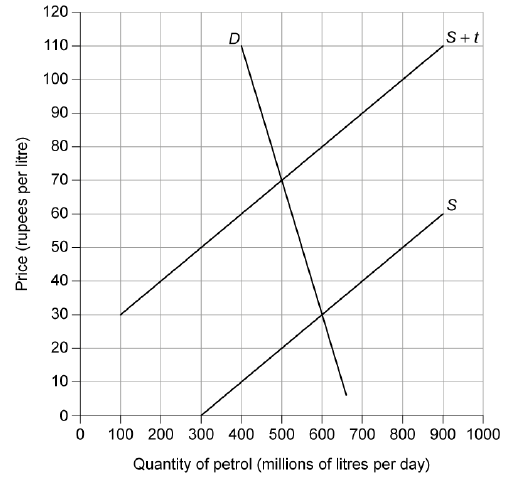 120
110
100
90
80
70
60
50
40
30
20
10
0
Price (rupees per litre)
D
S + t
S
0 100 200 300 400 500 600 700 800 900 1000
Quantity of petrol (millions of litres per day)